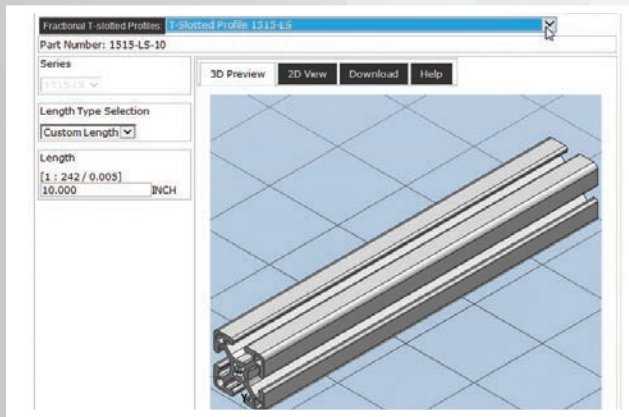 Fractional T-slotted Profiles: T-Slotted Profile 1515-LS
Part Number: 1515-LS-10
Series
1515-LS
3D Preview 2D View Download Help
Length Type Selection
Custom Length
Length
[1 : 242 / 0.005]
10.000 INCH
Y